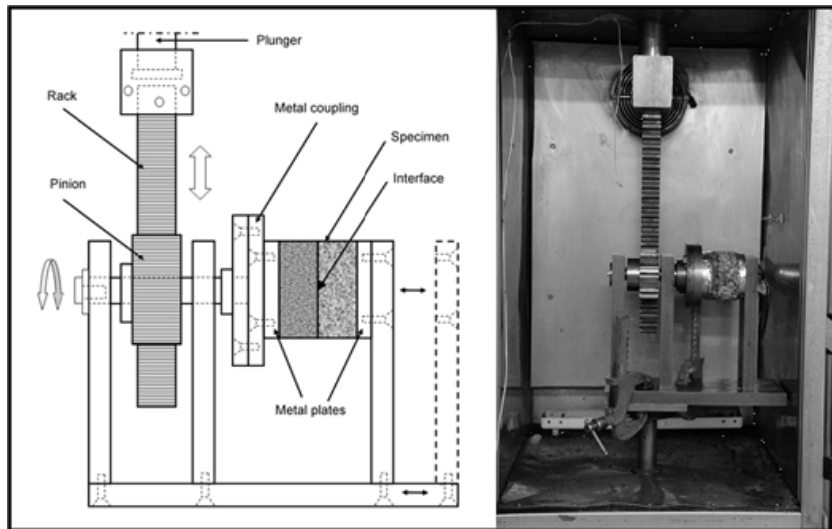 Plunger
Rack
Metal coupling
Specimen
Interface
Pinion
Metal plates